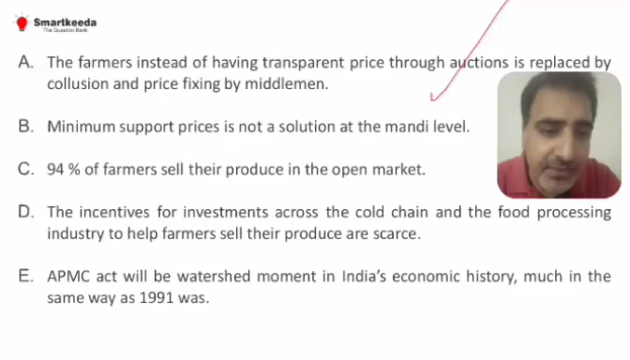 Smartkeeda
The Question Bank
A. The farmers instead of having transparent price through auctions is replaced by
collusion and price fixing by middlemen.
B. Minimum support prices is not a solution at the mandi level.
C. 94 % of farmers sell their produce in the open market.
D. The incentives for investments across the cold chain and the food processing
industry to help farmers sell their produce are scarce.
E. APMC act will be watershed moment in India's economic history, much in the
same way as 1991 was.